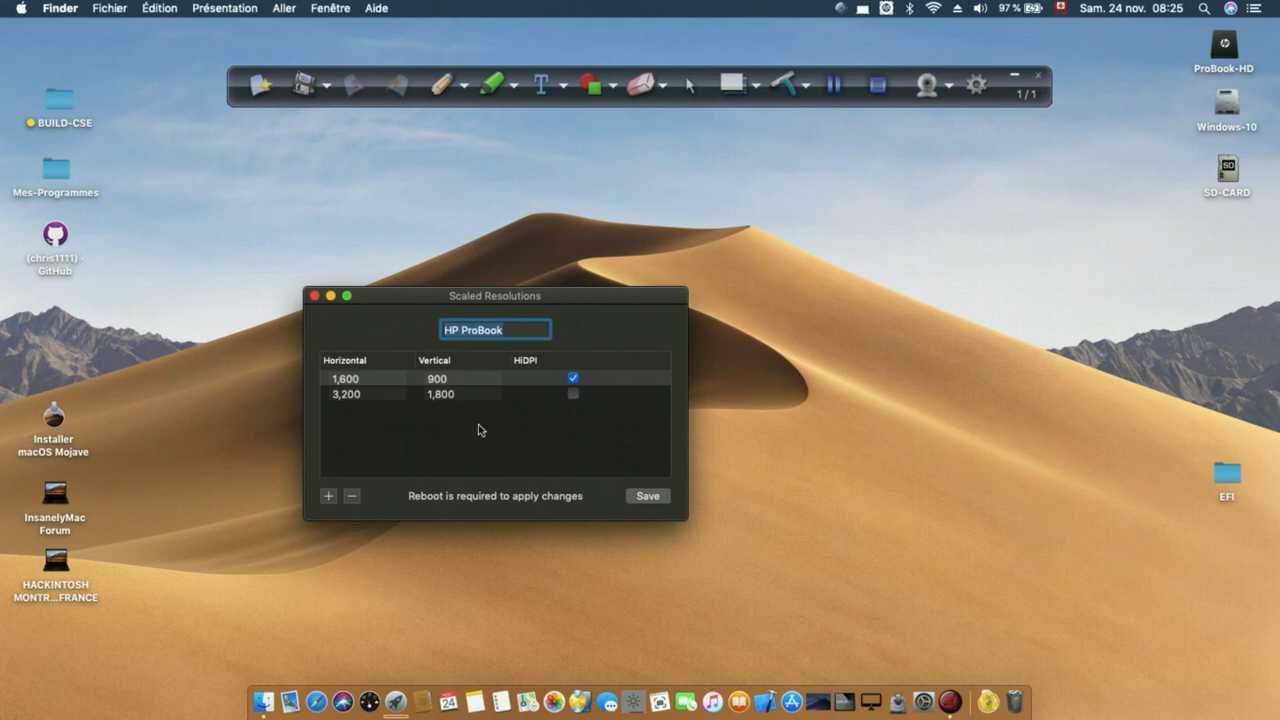 Finder Fichier Édition Présentation Aller Fenêtre Aide 97 % Sam. 24 nov. 08:25
1/1
ProBook-HD
BUILD-CSE
Windows-10
Mes-Programmes
SD
SD-CARD
(chris1111) -
GitHub
Scaled Resolutions
HP ProBook
Horizontal Vertical HiDPI
1,600 900
3,200 1,800
Installer
macOS Mojave
+ − Reboot is required to apply changes Save
EFI
InsanelyMac
Forum
HACKINTOSH
MONTR...FRANCE
24